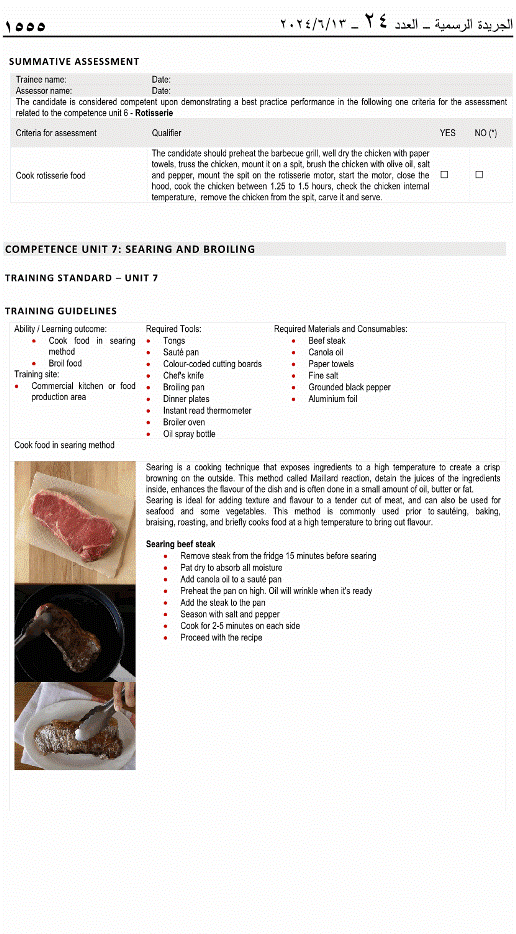 ١٥٥٥
الجريدة الرسمية – العدد ٢٤ – ٢٠٢٤/٦/١٣
SUMMATIVE ASSESSMENT
Trainee name: Date:
Assessor name: Date:
The candidate is considered competent upon demonstrating a best practice performance in the following one criteria for the assessment
related to the competence unit 6 - Rotisserie
Criteria for assessment Qualifier YES NO (*)
Cook rotisserie food
The candidate should preheat the barbecue grill, well dry the chicken with paper
towels, truss the chicken, mount it on a spit, brush the chicken with olive oil, salt
and pepper, mount the spit on the rotisserie motor, start the motor, close the
hood, cook the chicken between 1.25 to 1.5 hours, check the chicken internal
temperature, remove the chicken from the spit, carve it and serve.
☐ ☐
COMPETENCE UNIT 7: SEARING AND BROILING
TRAINING STANDARD – UNIT 7
TRAINING GUIDELINES
Ability / Learning outcome:
• Cook food in searing
method
• Broil food
Training site:
• Commercial kitchen or food
production area
Required Tools:
• Tongs
• Sauté pan
• Colour-coded cutting boards
• Chef's knife
• Broiling pan
• Dinner plates
• Instant read thermometer
• Broiler oven
• Oil spray bottle
Required Materials and Consumables:
• Beef steak
• Canola oil
• Paper towels
• Fine salt
• Grounded black pepper
• Aluminium foil
Cook food in searing method
Searing is a cooking technique that exposes ingredients to a high temperature to create a crisp
browning on the outside. This method called Maillard reaction, detain the juices of the ingredients
inside, enhances the flavour of the dish and is often done in a small amount of oil, butter or fat.
Searing is ideal for adding texture and flavour to a tender cut of meat, and can also be used for
seafood and some vegetables. This method is commonly used prior to sautéing, baking,
braising, roasting, and briefly cooks food at a high temperature to bring out flavour.
Searing beef steak
• Remove steak from the fridge 15 minutes before searing
• Pat dry to absorb all moisture
• Add canola oil to a sauté pan
• Preheat the pan on high. Oil will wrinkle when it's ready
• Add the steak to the pan
• Season with salt and pepper
• Cook for 2-5 minutes on each side
• Proceed with the recipe